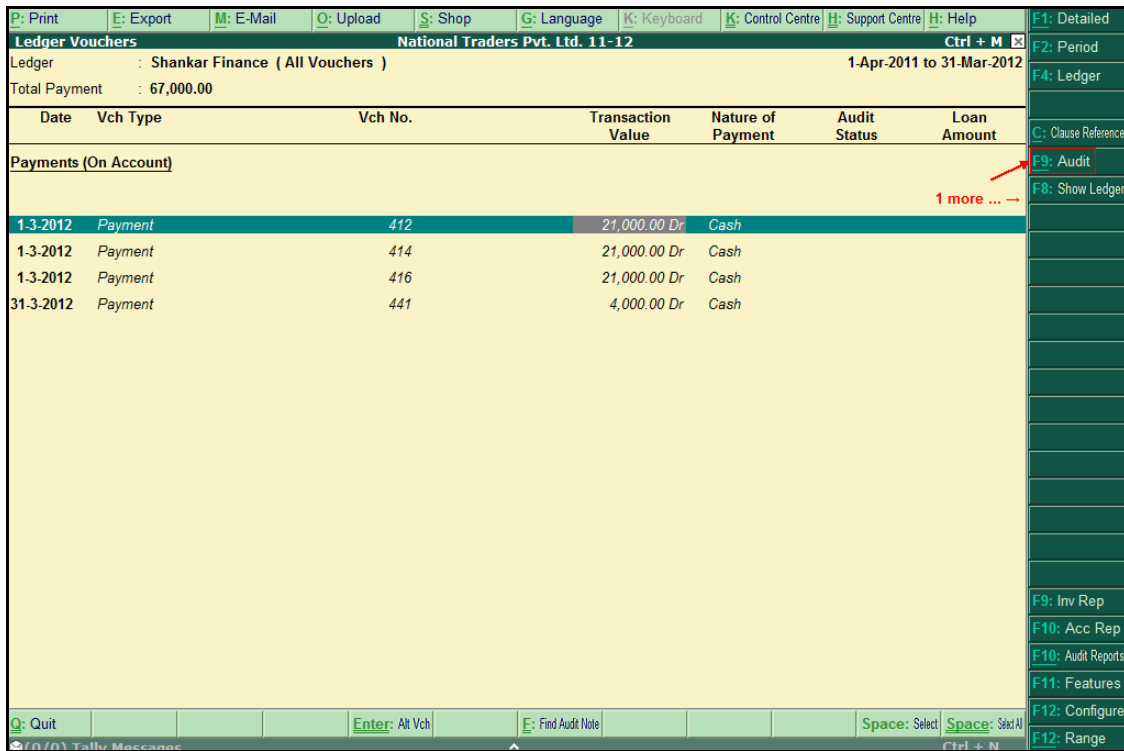 P: Print E: Export M: E-Mail O: Upload S: Shop G: Language K: Keyboard K: Control Centre H: Support Centre H: Help
Ledger Vouchers National Traders Pvt. Ltd. 11-12 Ctrl + M
Ledger : Shankar Finance ( All Vouchers ) 1-Apr-2011 to 31-Mar-2012
Total Payment : 67,000.00
Date Vch Type Vch No. Transaction Value Nature of Payment Audit Status Loan Amount
Payments (On Account)
1 more ... →
1-3-2012 Payment 412 21,000.00 Dr Cash
1-3-2012 Payment 414 21,000.00 Dr Cash
1-3-2012 Payment 416 21,000.00 Dr Cash
31-3-2012 Payment 441 4,000.00 Dr Cash
F1: Detailed
F2: Period
F4: Ledger
C: Clause Reference
F9: Audit
F8: Show Ledger
F9: Inv Rep
F10: Acc Rep
F10: Audit Reports
F11: Features
F12: Configure
F12: Range
Q: Quit Enter: Alt Vch F: Find Audit Note Space: Select Space: Select All
(0/0) Tally Messages Ctrl + N